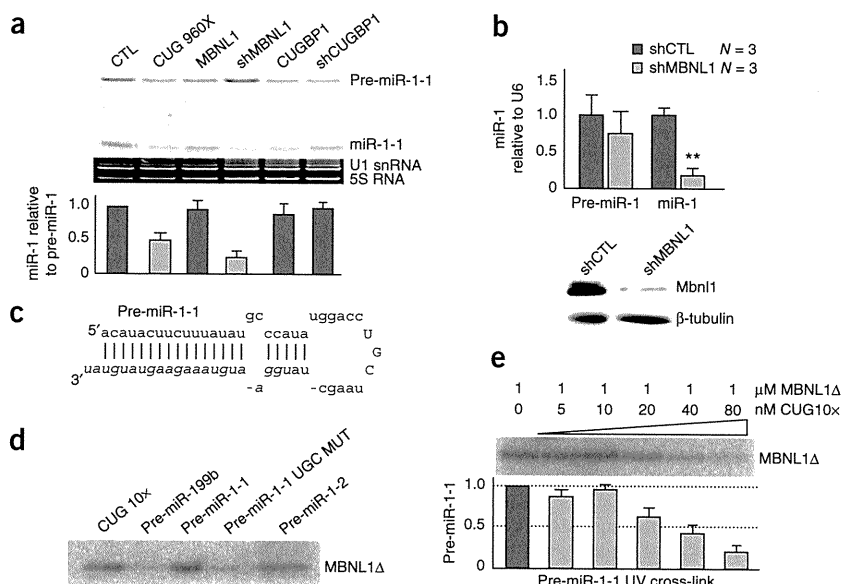 a
CTL
CUG 960X
MBNL1
shMBNL1
CUGBP1
shCUGBP1
Pre-miR-1-1
miR-1-1
U1 snRNA
5S RNA
miR-1 relative
to pre-miR-1
1.0
0.5
0
b
shCTL N = 3
shMBNL1 N = 3
miR-1
relative to U6
1.5
1.0
0.5
0
**
Pre-miR-1 miR-1
shCTL
shMBNL1
Mbnl1
β-tubulin
c
Pre-miR-1-1
gc uggacc
5′ acauacuucuuuauau ccaua U
G
3′ uauguaugaagaaaugua gguau C
-a -cgaau
d
CUG 10×
Pre-miR-199b
Pre-miR-1-1
Pre-miR-1-1 UGC MUT
Pre-miR-1-2
MBNL1Δ
e
1 1 1 1 1 1 μM MBNL1Δ
0 5 10 20 40 80 nM CUG10×
MBNL1Δ
Pre-miR-1-1
1.0
0.5
0
Pre-miR-1-1 UV cross-link